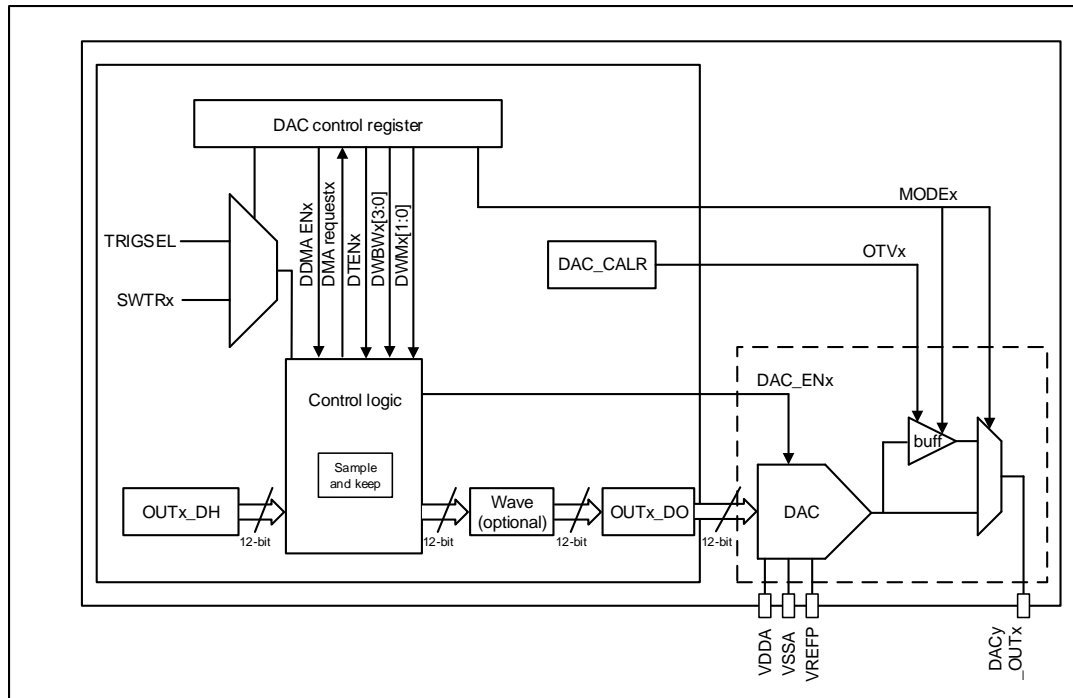 DAC control register
MODEx
TRIGSEL
SWTRx
DDMA ENx
DMA requestx
DTENx
DWBWx[3:0]
DWMx[1:0]
DAC_CALR
OTVx
Control logic
DAC_ENx
Sample
and keep
buff
OUTx_DH
12-bit
12-bit
Wave
(optional)
12-bit
OUTx_DO
12-bit
DAC
VDDA
VSSA
VREFP
DACy
_OUTx